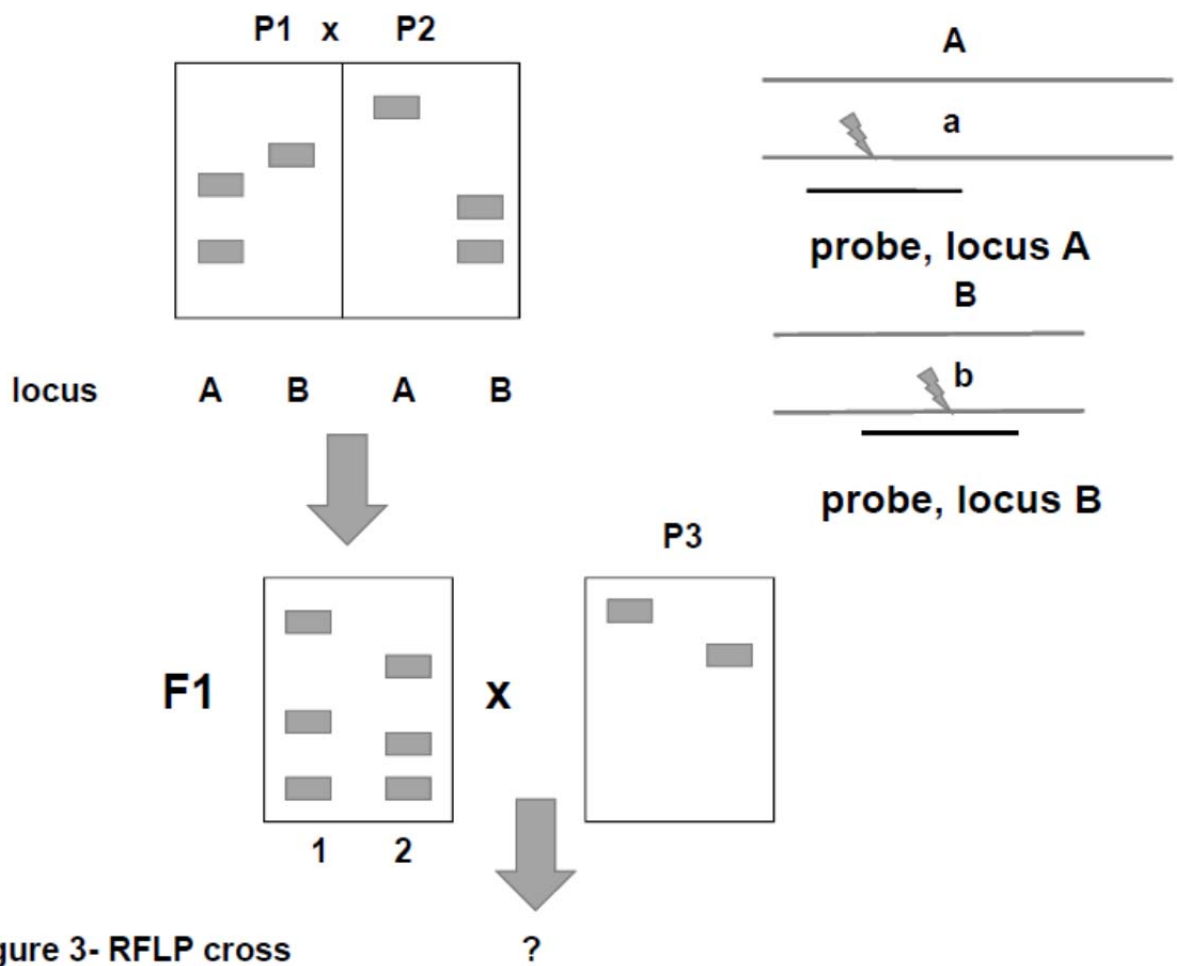 P1 x P2
A
a
probe, locus A
B
b
probe, locus B
locus A B A B
P3
F1 x
1 2
gure 3- RFLP cross
?